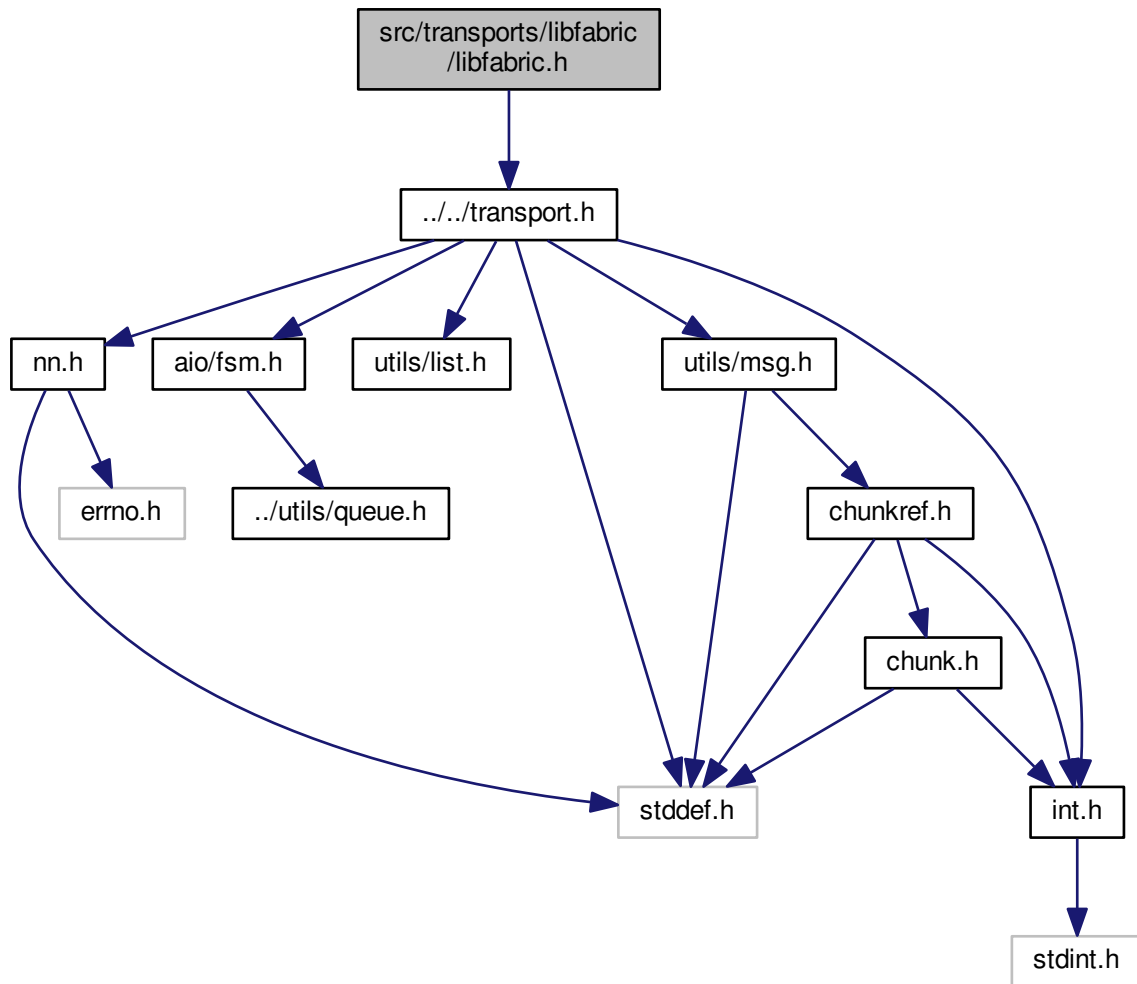 src/transports/libfabric
/libfabric.h
../../transport.h
nn.h
aio/fsm.h
utils/list.h
utils/msg.h
errno.h
../utils/queue.h
chunkref.h
chunk.h
stddef.h
int.h
stdint.h